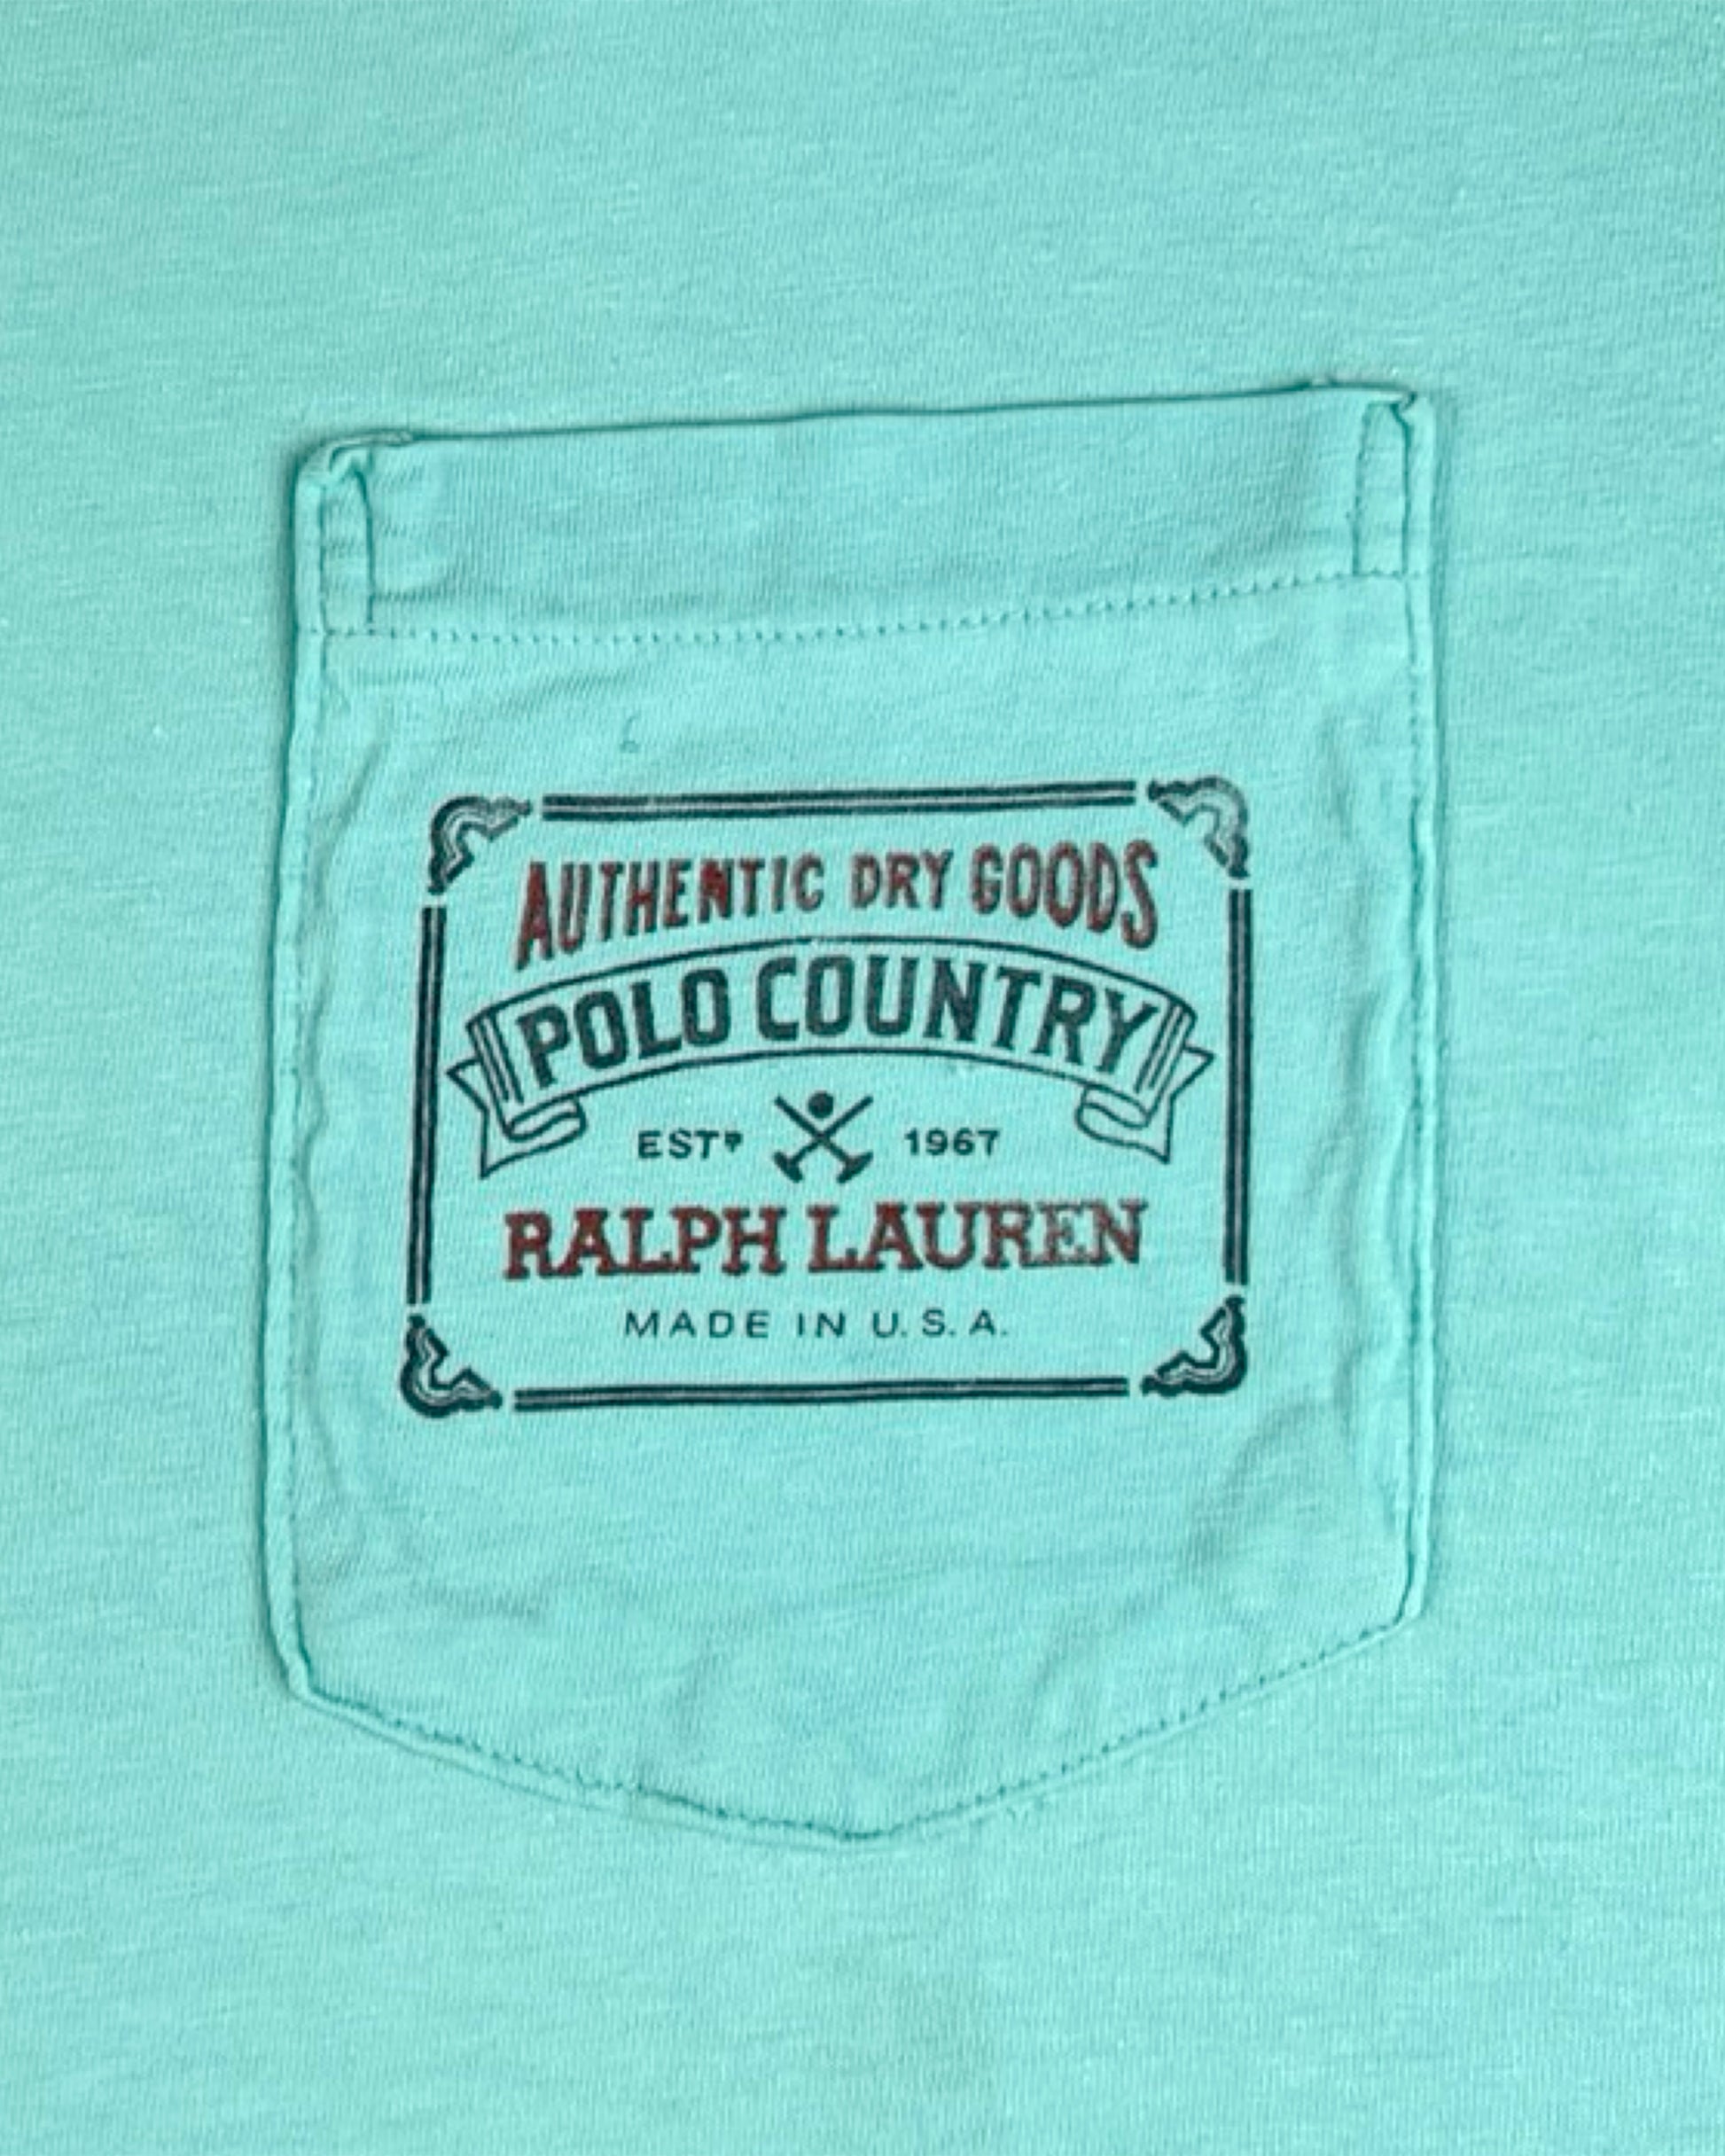 AUTHENTIC DRY GOODS
POLO COUNTRY
ESTD 1967
RALPH LAUREN
MADE IN U.S.A.